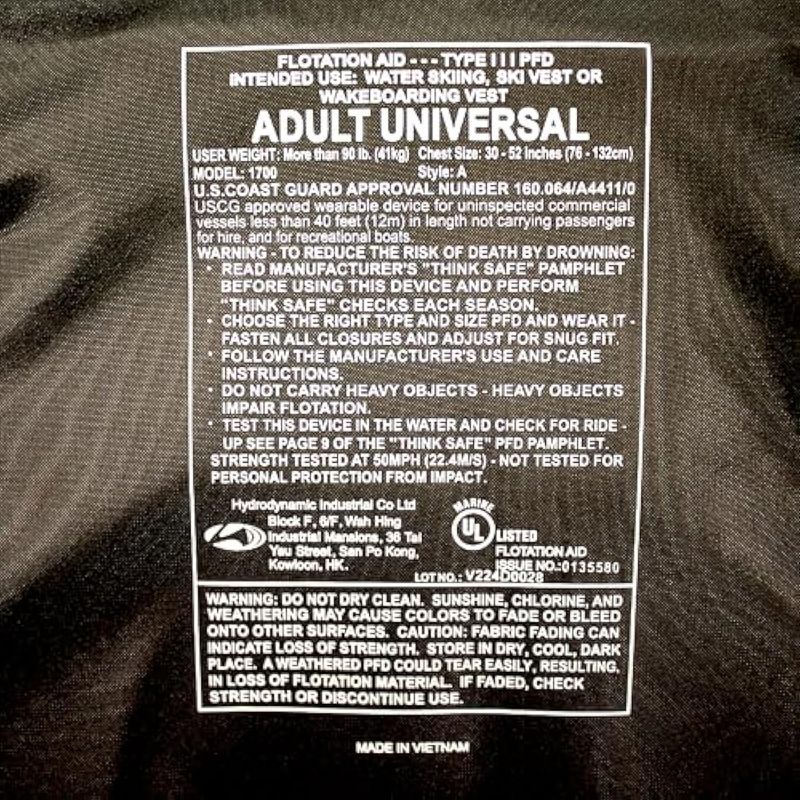 FLOTATION AID - - - TYPE III PFD
INTENDED USE: WATER SKIING, SKI VEST OR
WAKEBOARDING VEST
ADULT UNIVERSAL
USER WEIGHT: More than 90 lb. (41kg) Chest Size: 30 - 52 Inches (76 - 132cm)
MODEL: 1700 Style: A
U.S.COAST GUARD APPROVAL NUMBER 160.064/A4411/0
USCG approved wearable device for uninspected commercial
vessels less than 40 feet (12m) in length not carrying passengers
for hire, and for recreational boats.
WARNING - TO REDUCE THE RISK OF DEATH BY DROWNING:
• READ MANUFACTURER'S "THINK SAFE" PAMPHLET
BEFORE USING THIS DEVICE AND PERFORM
"THINK SAFE" CHECKS EACH SEASON.
• CHOOSE THE RIGHT TYPE AND SIZE PFD AND WEAR IT -
FASTEN ALL CLOSURES AND ADJUST FOR SNUG FIT.
• FOLLOW THE MANUFACTURER'S USE AND CARE
INSTRUCTIONS.
• DO NOT CARRY HEAVY OBJECTS - HEAVY OBJECTS
IMPAIR FLOTATION.
• TEST THIS DEVICE IN THE WATER AND CHECK FOR RIDE -
UP SEE PAGE 9 OF THE "THINK SAFE" PFD PAMPHLET.
STRENGTH TESTED AT 50MPH (22.4M/S) - NOT TESTED FOR
PERSONAL PROTECTION FROM IMPACT.
Hydrodynamic Industrial Co Ltd
Block F, 6/F, Wah Hing
Industrial Mansions, 36 Tai
Yau Street, San Po Kong,
Kowloon, HK.
MARINE
UL LISTED
FLOTATION AID
ISSUE NO.:0135580
LOT NO.: V224D0028
WARNING: DO NOT DRY CLEAN. SUNSHINE, CHLORINE, AND
WEATHERING MAY CAUSE COLORS TO FADE OR BLEED
ONTO OTHER SURFACES. CAUTION: FABRIC FADING CAN
INDICATE LOSS OF STRENGTH. STORE IN DRY, COOL, DARK
PLACE. A WEATHERED PFD COULD TEAR EASILY, RESULTING,
IN LOSS OF FLOTATION MATERIAL. IF FADED, CHECK
STRENGTH OR DISCONTINUE USE.
MADE IN VIETNAM